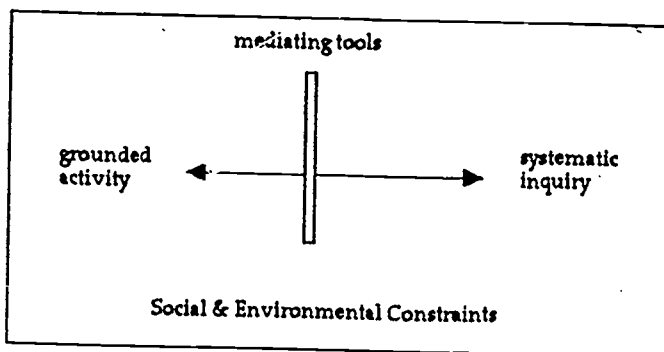 mediating tools
grounded
activity
systematic
inquiry
Social & Environmental Constraints